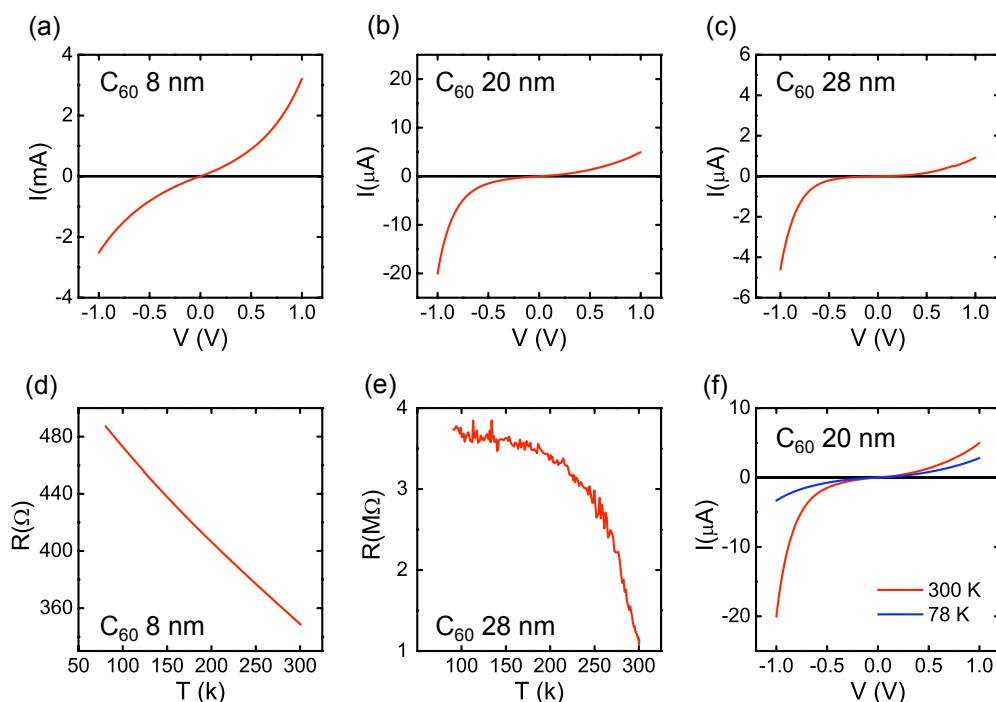 (a)
C₆₀ 8 nm
I(mA)
4
2
0
-2
-4
-1.0 -0.5 0.0 0.5 1.0
V (V)
(b)
C₆₀ 20 nm
I(μA)
20
10
0
-10
-20
-1.0 -0.5 0.0 0.5 1.0
V (V)
(c)
C₆₀ 28 nm
I(μA)
6
4
2
0
-2
-4
-6
-1.0 -0.5 0.0 0.5 1.0
V (V)
(d)
R(Ω)
480
440
400
360
C₆₀ 8 nm
50 100 150 200 250 300
T (k)
(e)
R(MΩ)
4
3
2
1
C₆₀ 28 nm
100 150 200 250 300
T (k)
(f)
C₆₀ 20 nm
I(μA)
10
0
-10
-20
300 K
78 K
-1.0 -0.5 0.0 0.5 1.0
V (V)